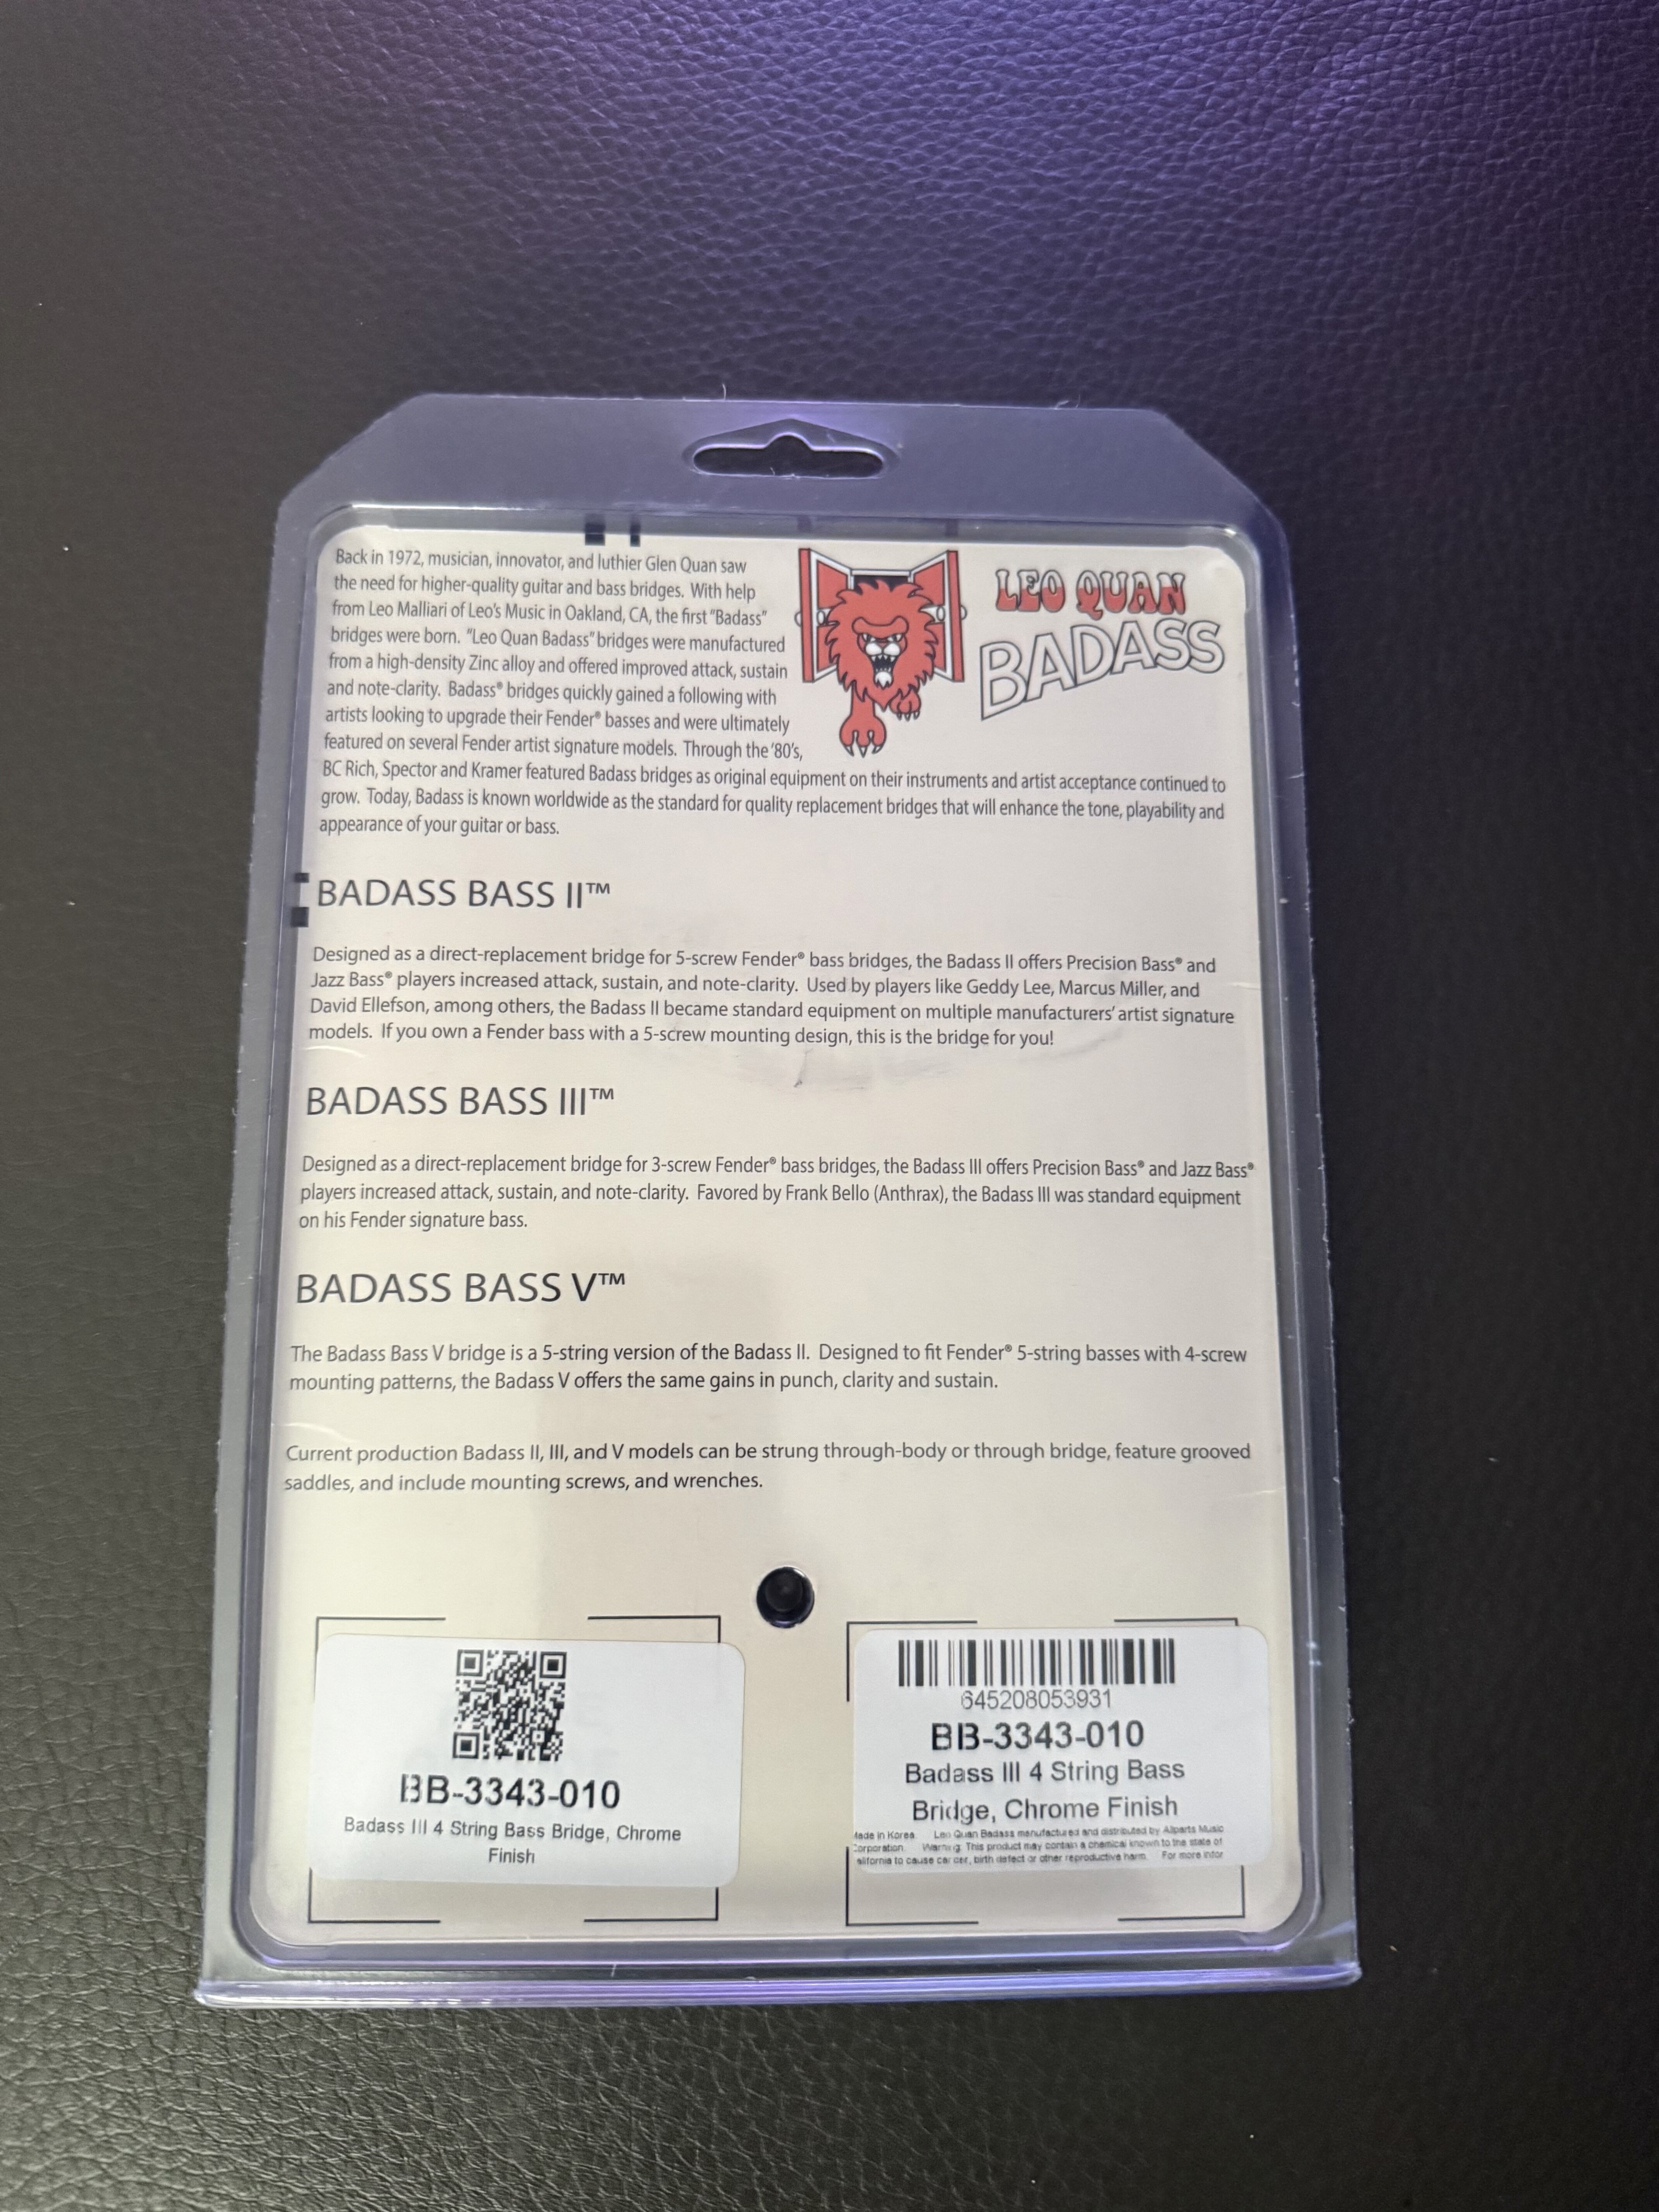 Back in 1972, musician, innovator, and luthier Glen Quan saw
the need for higher-quality guitar and bass bridges. With help
from Leo Malliari of Leo's Music in Oakland, CA, the first "Badass"
bridges were born. "Leo Quan Badass" bridges were manufactured
from a high-density Zinc alloy and offered improved attack, sustain
and note-clarity. Badass® bridges quickly gained a following with
artists looking to upgrade their Fender® basses and were ultimately
featured on several Fender artist signature models. Through the '80's,
BC Rich, Spector and Kramer featured Badass bridges as original equipment on their instruments and artist acceptance continued to
grow. Today, Badass is known worldwide as the standard for quality replacement bridges that will enhance the tone, playability and
appearance of your guitar or bass.
LEO QUAN
BADASS
BADASS BASS II™
Designed as a direct-replacement bridge for 5-screw Fender® bass bridges, the Badass II offers Precision Bass® and
Jazz Bass® players increased attack, sustain, and note-clarity. Used by players like Geddy Lee, Marcus Miller, and
David Ellefson, among others, the Badass II became standard equipment on multiple manufacturers' artist signature
models. If you own a Fender bass with a 5-screw mounting design, this is the bridge for you!
BADASS BASS III™
Designed as a direct-replacement bridge for 3-screw Fender® bass bridges, the Badass III offers Precision Bass® and Jazz Bass®
players increased attack, sustain, and note-clarity. Favored by Frank Bello (Anthrax), the Badass III was standard equipment
on his Fender signature bass.
BADASS BASS V™
The Badass Bass V bridge is a 5-string version of the Badass II. Designed to fit Fender® 5-string basses with 4-screw
mounting patterns, the Badass V offers the same gains in punch, clarity and sustain.
Current production Badass II, III, and V models can be strung through-body or through bridge, feature grooved
saddles, and include mounting screws, and wrenches.
BB-3343-010
Badass III 4 String Bass Bridge, Chrome
Finish
645208053931
BB-3343-010
Badass III 4 String Bass
Bridge, Chrome Finish
ade in Korea. Leo Quan Badass manufactured and distributed by Allparts Music
orporation. Warning: This product may contain a chemical known to the state of
alifornia to cause cancer, birth defect or other reproductive harm. For more infor